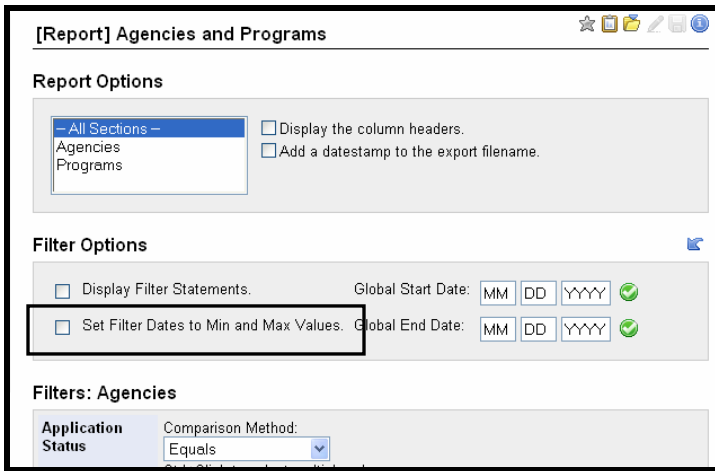 [Report] Agencies and Programs
Report Options
– All Sections –
Agencies
Programs
Display the column headers.
Add a datestamp to the export filename.
Filter Options
Display Filter Statements. Global Start Date: MM DD YYYY
Set Filter Dates to Min and Max Values. Global End Date: MM DD YYYY
Filters: Agencies
Application Status
Comparison Method:
Equals